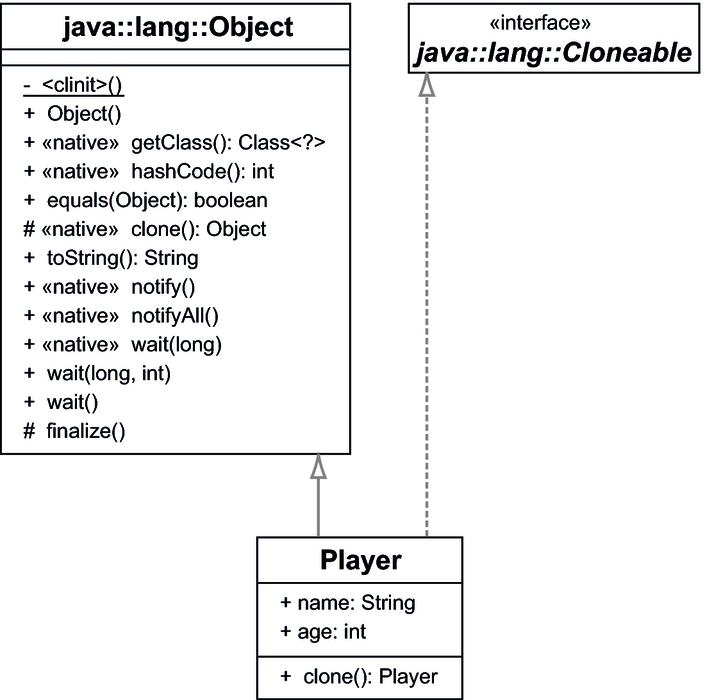 java::lang::Object
- <clinit>()
+ Object()
+ «native» getClass(): Class<?>
+ «native» hashCode(): int
+ equals(Object): boolean
# «native» clone(): Object
+ toString(): String
+ «native» notify()
+ «native» notifyAll()
+ «native» wait(long)
+ wait(long, int)
+ wait()
# finalize()
«interface»
java::lang::Cloneable
Player
+ name: String
+ age: int
+ clone(): Player